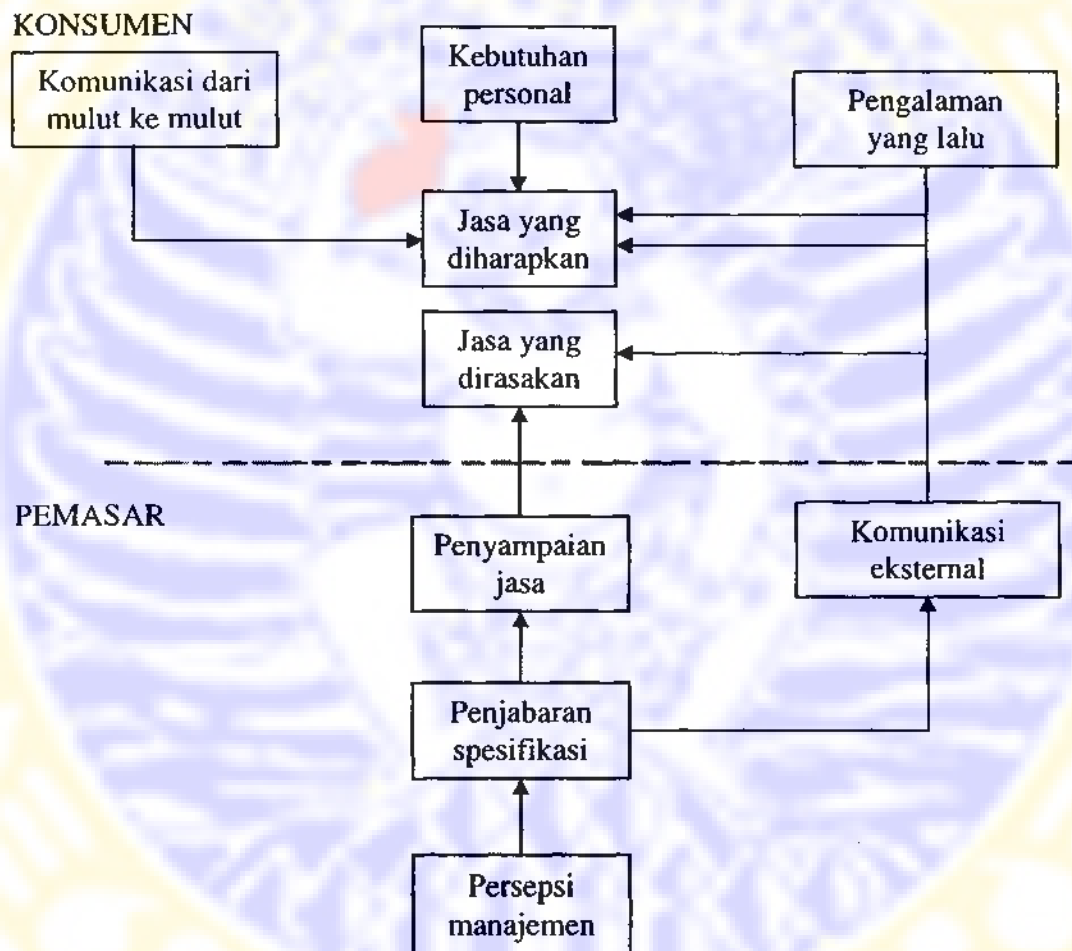 KONSUMEN
Komunikasi dari
mulut ke mulut
Kebutuhan
personal
Pengalaman
yang lalu
Jasa yang
diharapkan
Jasa yang
dirasakan
PEMASAR
Penyampaian
jasa
Komunikasi
eksternal
Penjabaran
spesifikasi
Persepsi
manajemen